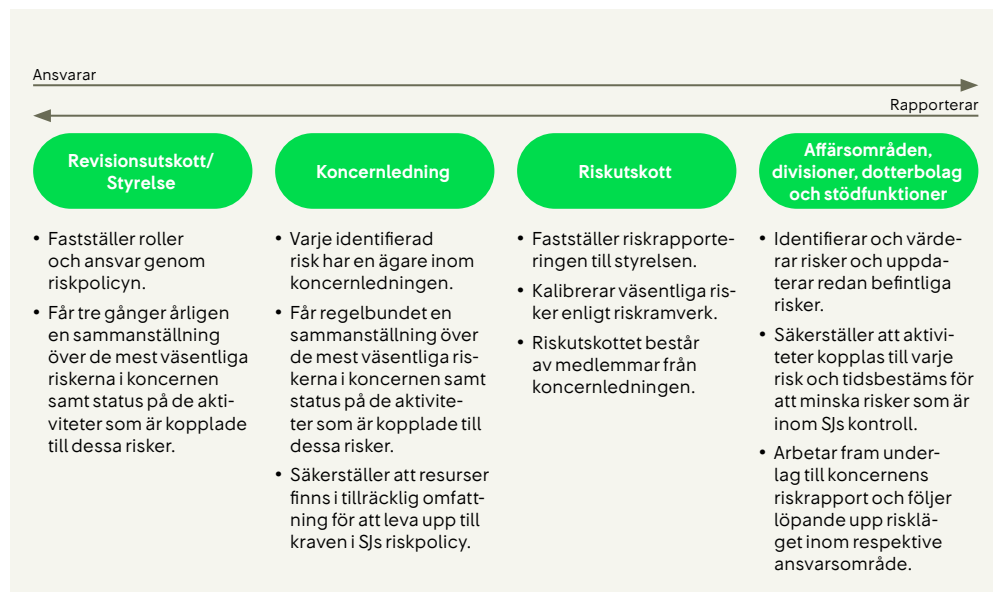 Ansvarar
Rapporterar
Revisionsutskott/
Styrelse
• Fastställer roller
och ansvar genom
riskpolicyn.
• Får tre gånger årligen
en sammanställning
över de mest väsentliga
riskerna i koncernen
samt status på de akti-
viteter som är kopplade
till dessa risker.
Koncernledning
• Varje identifierad
risk har en ägare inom
koncernledningen.
• Får regelbundet en
sammanställning över
de mest väsentliga ris-
kerna i koncernen samt
status på de aktivite-
ter som är kopplade till
dessa risker.
• Säkerställer att resurser
finns i tillräcklig omfatt-
ning för att leva upp till
kraven i SJs riskpolicy.
Riskutskott
• Fastställer riskrapporte-
ringen till styrelsen.
• Kalibrerar väsentliga ris-
ker enligt riskramverk.
• Riskutskottet består
av medlemmar från
koncernledningen.
Affärsområden,
divisioner, dotterbolag
och stödfunktioner
• Identifierar och värde-
rar risker och uppda-
terar redan befintliga
risker.
• Säkerställer att aktivi-
teter kopplas till varje
risk och tidsbestäms för
att minska risker som är
inom SJs kontroll.
• Arbetar fram under-
lag till koncernens
riskrapport och följer
löpande upp risklä-
get inom respektive
ansvarsområde.